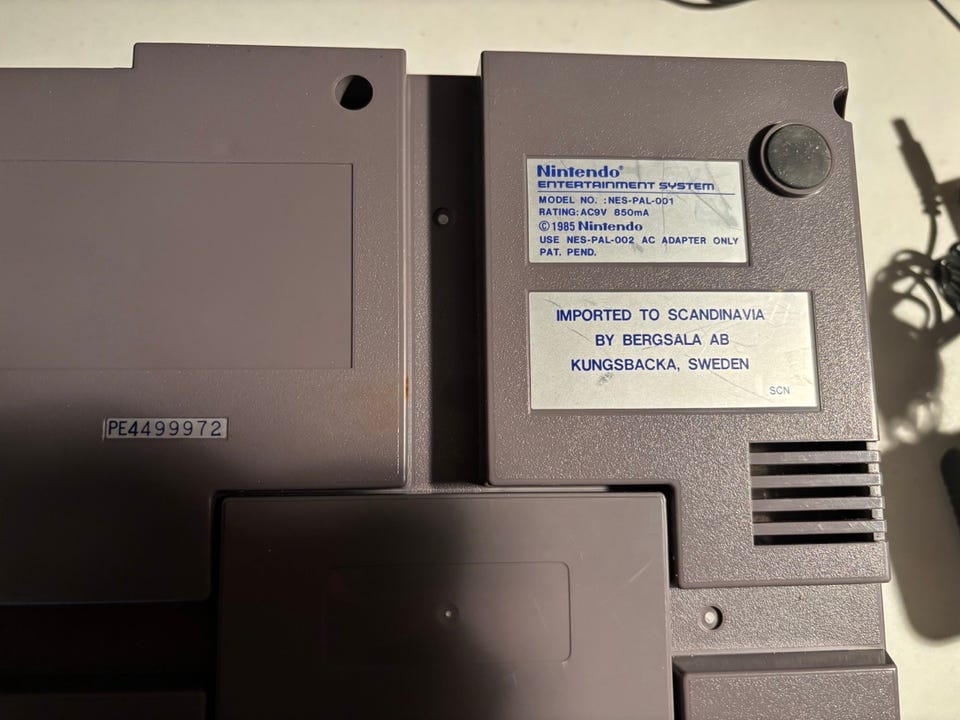 Nintendo®
ENTERTAINMENT SYSTEM
MODEL NO. :NES-PAL-001
RATING:AC9V 850mA
©1985 Nintendo
USE NES-PAL-002 AC ADAPTER ONLY
PAT. PEND.
IMPORTED TO SCANDINAVIA
BY BERGSALA AB
KUNGSBACKA, SWEDEN
SCN
PE4499972